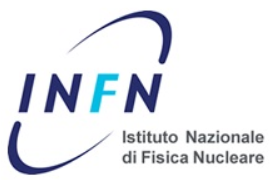 INFN
Istituto Nazionale
di Fisica Nucleare